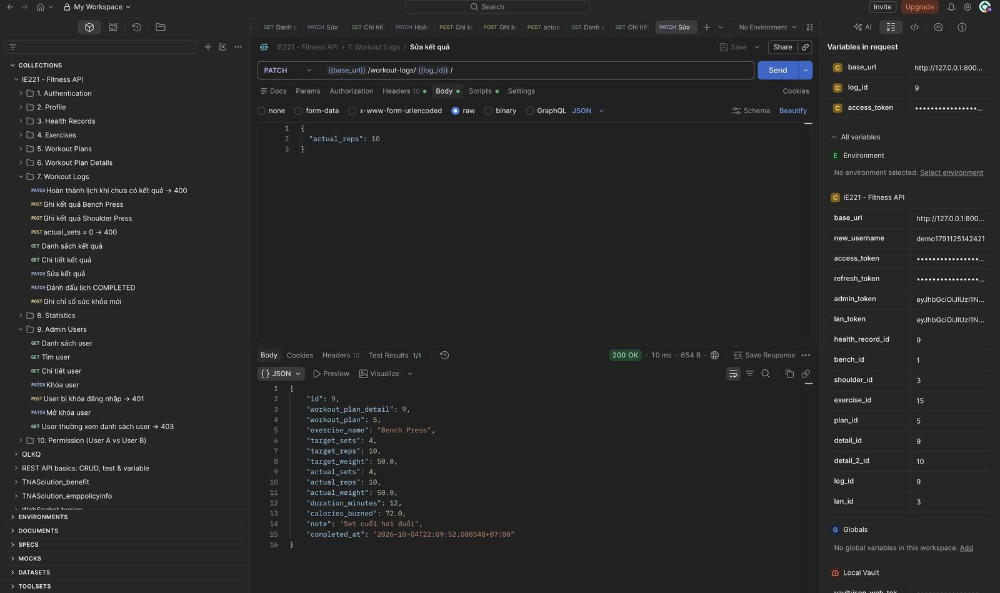 My Workspace
Search
Invite
Upgrade
GET Danh s
PATCH Sửa
GET Chi tiết
PATCH Hoàn
POST Ghi k
POST Ghi k
POST actua
GET Danh s
GET Chi tiết
PATCH Sửa
No Environment
AI
IE221 - Fitness API > 7. Workout Logs > Sửa kết quả
Save
Share
PATCH
{{base_url}} /workout-logs/ {{log_id}} /
Send
Docs
Params
Authorization
Headers 10
Body
Scripts
Settings
Cookies
none
form-data
x-www-form-urlencoded
raw
binary
GraphQL
JSON
Schema
Beautify
1 {
2 "actual_reps": 10
3 }
COLLECTIONS
IE221 - Fitness API
1. Authentication
2. Profile
3. Health Records
4. Exercises
5. Workout Plans
6. Workout Plan Details
7. Workout Logs
PATCH Hoàn thành lịch khi chưa có kết quả → 400
POST Ghi kết quả Bench Press
POST Ghi kết quả Shoulder Press
POST actual_sets = 0 → 400
GET Danh sách kết quả
GET Chi tiết kết quả
PATCH Sửa kết quả
PATCH Đánh dấu lịch COMPLETED
POST Ghi chỉ số sức khỏe mới
8. Statistics
9. Admin Users
GET Danh sách user
GET Tìm user
GET Chi tiết user
PATCH Khóa user
POST User bị khóa đăng nhập → 401
PATCH Mở khóa user
GET User thường xem danh sách user → 403
10. Permission (User A vs User B)
QLKQ
REST API basics: CRUD, test & variable
TNASolution_benefit
TNASolution_emppolicyinfo
WebSocket basics
ENVIRONMENTS
DOCUMENTS
SPECS
MOCKS
DATASETS
TOOLSETS
Body
Cookies
Headers 10
Test Results 1/1
200 OK
10 ms
654 B
Save Response
{} JSON
Preview
Visualize
1 {
2 "id": 9,
3 "workout_plan_detail": 9,
4 "workout_plan": 5,
5 "exercise_name": "Bench Press",
6 "target_sets": 4,
7 "target_reps": 10,
8 "target_weight": 50.0,
9 "actual_sets": 4,
10 "actual_reps": 10,
11 "actual_weight": 50.0,
12 "duration_minutes": 12,
13 "calories_burned": 72.0,
14 "note": "Set cuối hơi đuối",
15 "completed_at": "2026-10-04T22:09:52.088548+07:00"
16 }
Variables in request
C base_url http://127.0.0.1:800...
C log_id 9
C access_token ••••••••••••••••...
All variables
E Environment
No environment selected. Select environment
C IE221 - Fitness API
base_url http://127.0.0.1:800...
new_username demo1791125142421
access_token ••••••••••••••••...
refresh_token ••••••••••••••••...
admin_token eyJhbGciOiJIUzI1N...
lan_token eyJhbGciOiJIUzI1N...
health_record_id 9
bench_id 1
shoulder_id 3
exercise_id 15
plan_id 5
detail_id 9
detail_2_id 10
log_id 9
lan_id 3
G Globals
No global variables in this workspace. Add
Local Vault